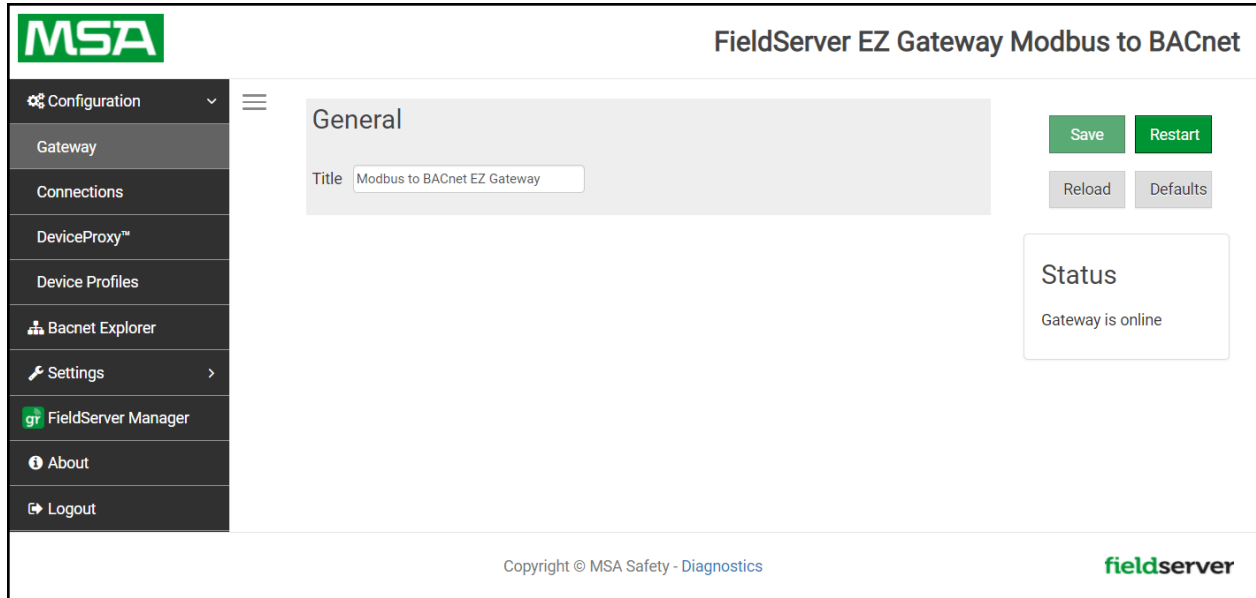 MSA
FieldServer EZ Gateway Modbus to BACnet
Configuration
Gateway
Connections
DeviceProxy™
Device Profiles
Bacnet Explorer
Settings
gr FieldServer Manager
About
Logout
General
Title Modbus to BACnet EZ Gateway
Save Restart
Reload Defaults
Status
Gateway is online
Copyright © MSA Safety - Diagnostics
fieldserver